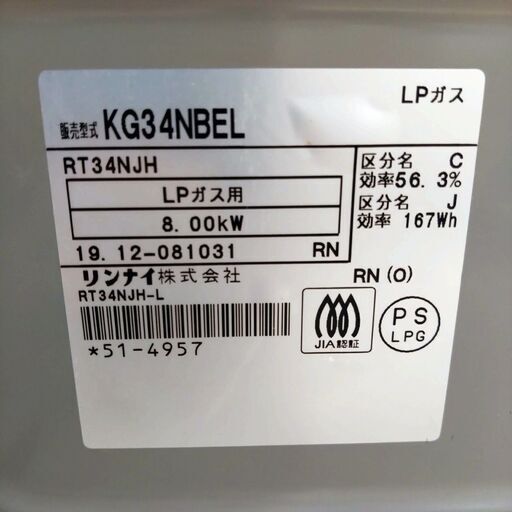 LPガス
販売型式 KG34NBEL
RT34NJH
LPガス用
8.00kW
19.12-081031 RN
区分名 C
効率56.3%
区分名 J
効率 167Wh
リンナイ株式会社 RN(O)
RT34NJH-L
*51-4957
JIA認証
PS
LPG